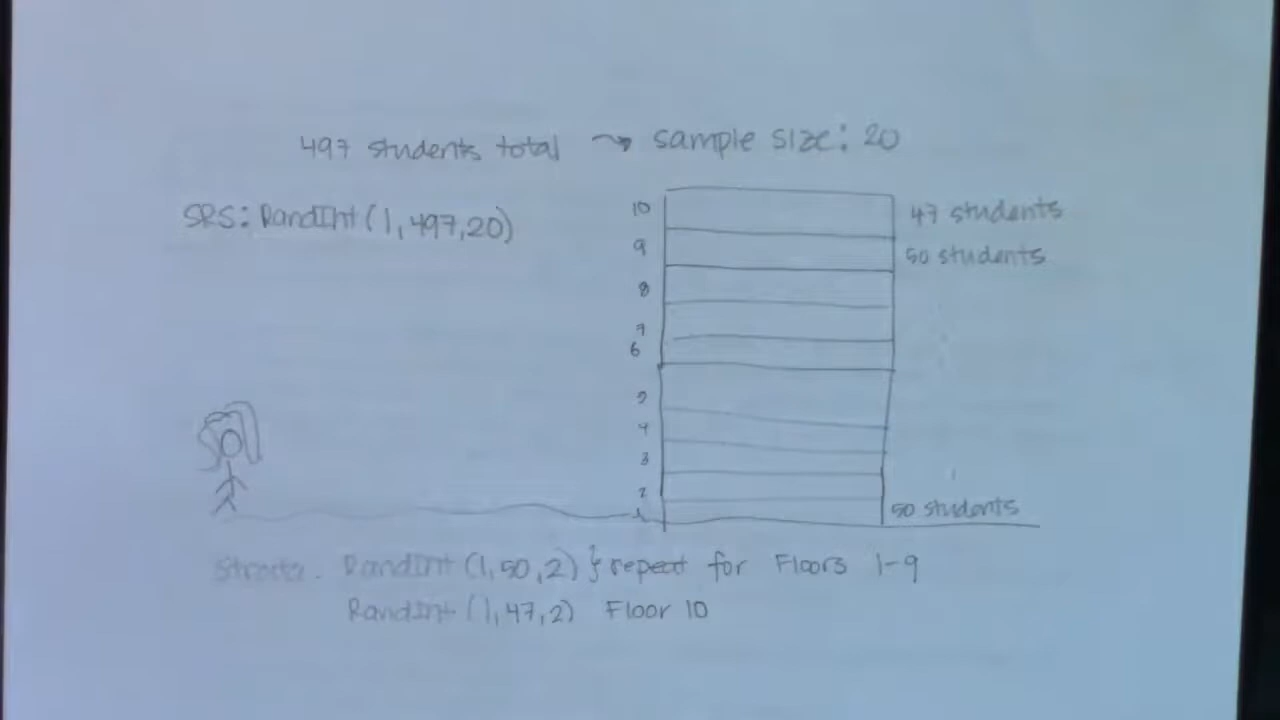 497 students total → sample size: 20
SRS: RandInt (1,497,20)
10 47 students
9 50 students
8
7
6
5
4
3
2
1 50 students
Strata. RandInt (1,50,2) } repeat for Floors 1-9
RandInt (1,47,2) Floor 10